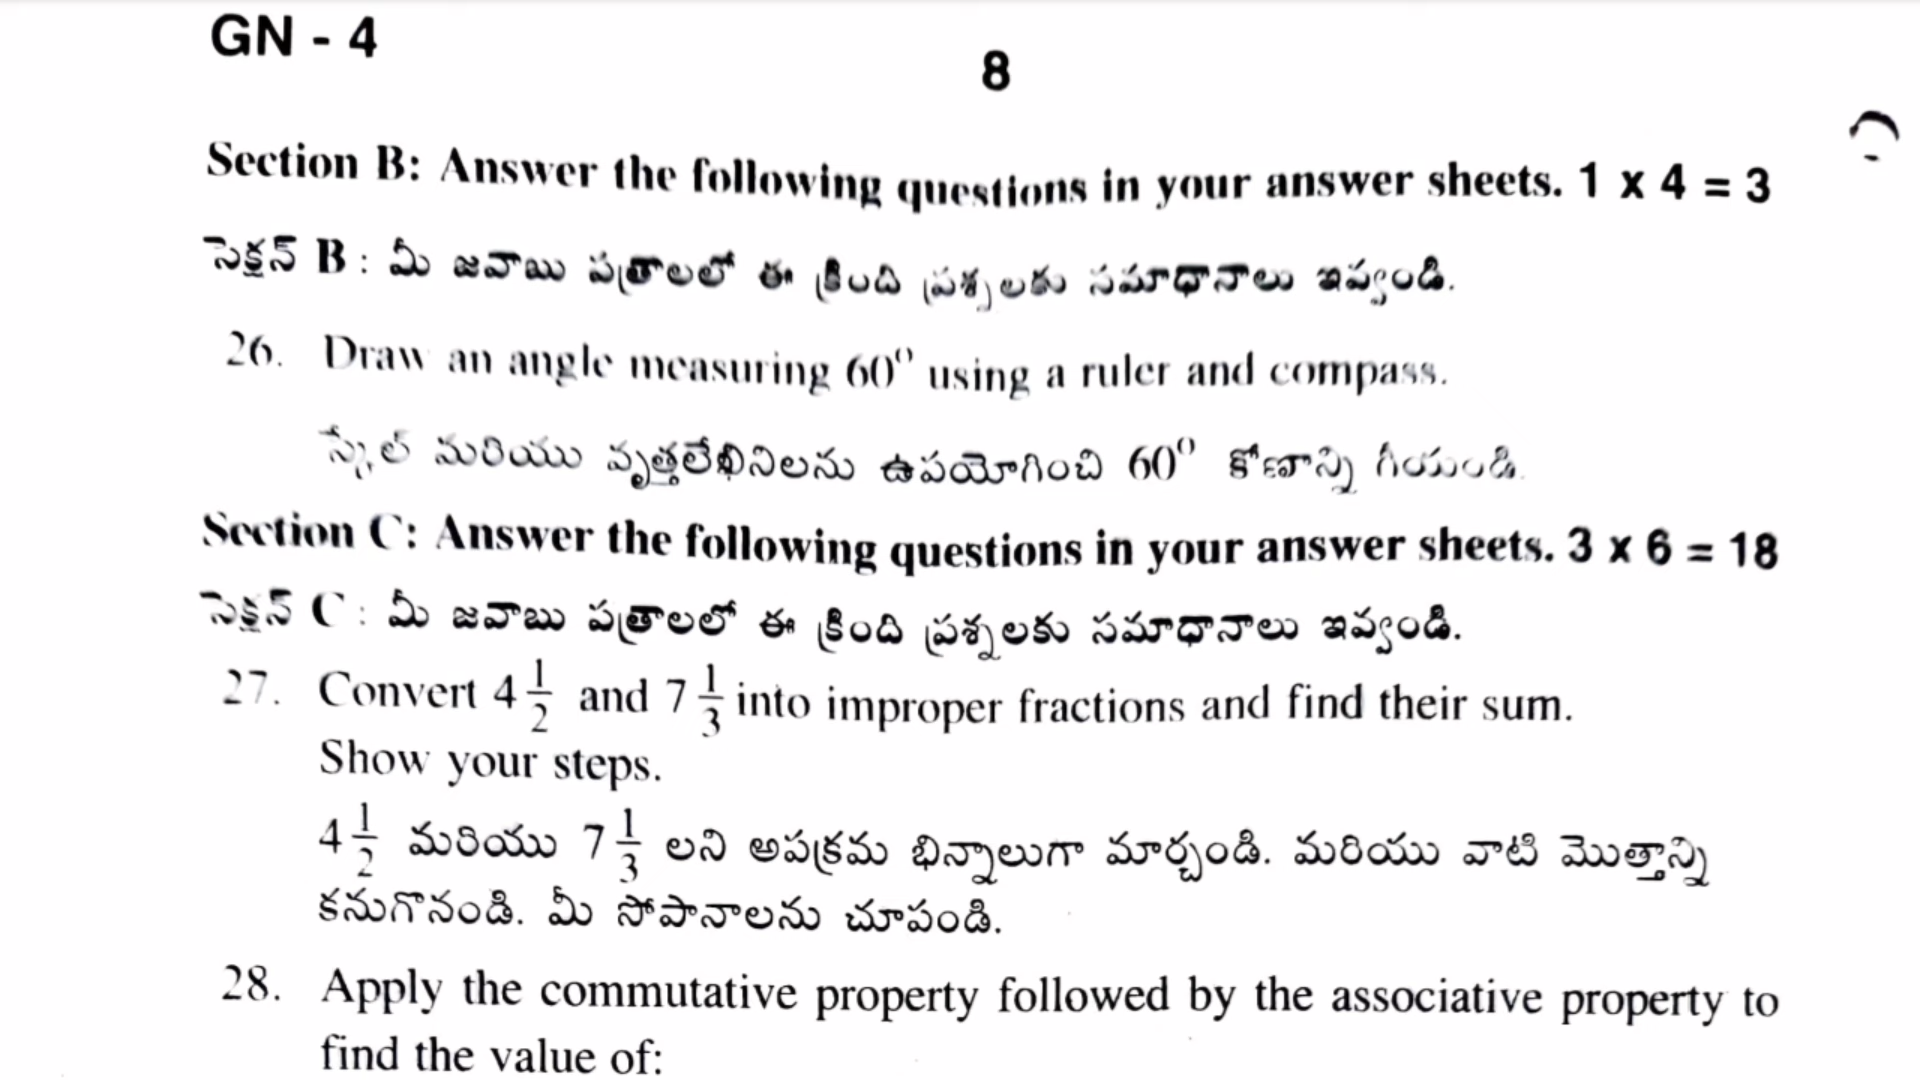 GN - 4
8
Section B: Answer the following questions in your answer sheets. 1 x 4 = 3
సెక్షన్ B : మీ జవాబు పత్రాలలో ఈ క్రింది ప్రశ్నలకు సమాధానాలు ఇవ్వండి.
26. Draw an angle measuring 60⁰ using a ruler and compass.
స్కేల్ మరియు వృత్తలేఖినిలను ఉపయోగించి 60⁰ కోణాన్ని గీయండి.
Section C: Answer the following questions in your answer sheets. 3 x 6 = 18
సెక్షన్ C : మీ జవాబు పత్రాలలో ఈ క్రింది ప్రశ్నలకు సమాధానాలు ఇవ్వండి.
27. Convert 4 1/2 and 7 1/3 into improper fractions and find their sum.
Show your steps.
4 1/2 మరియు 7 1/3 లని అపక్రమ భిన్నాలుగా మార్చండి. మరియు వాటి మొత్తాన్ని
కనుగొనండి. మీ సోపానాలను చూపండి.
28. Apply the commutative property followed by the associative property to
find the value of: